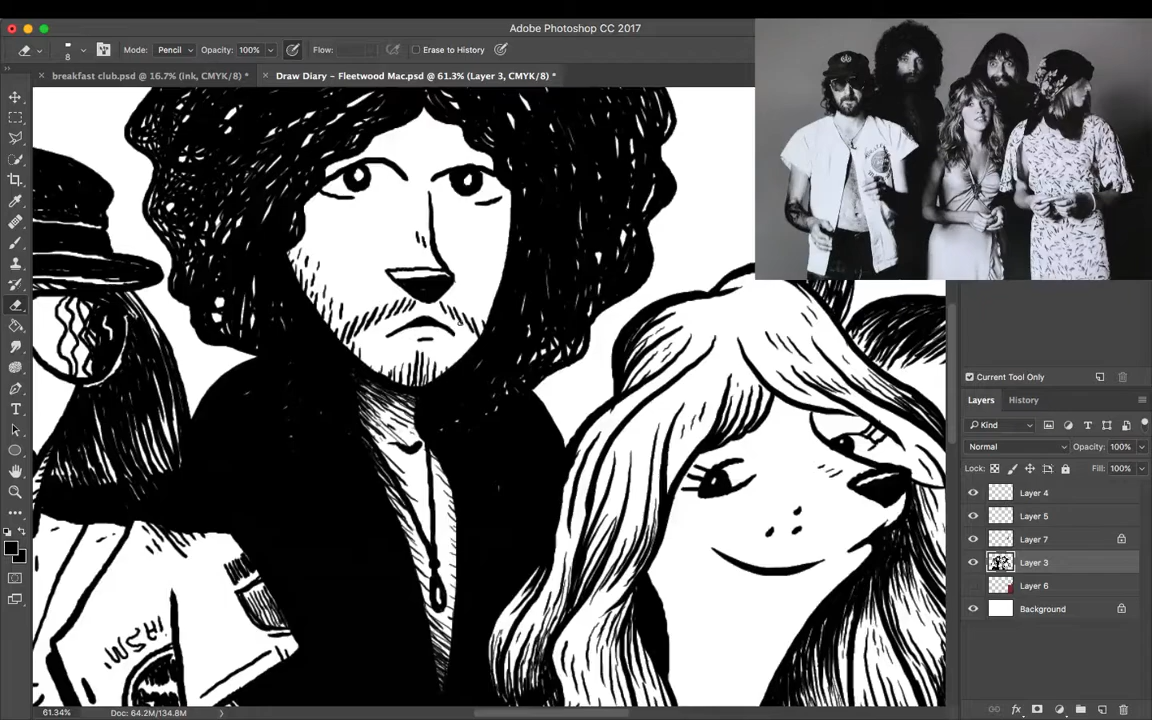 Adobe Photoshop CC 2017
8
Mode: Pencil
Opacity: 100%
Flow:
Erase to History
breakfast club.psd @ 16.7% (ink, CMYK/8) *
Draw Diary - Fleetwood Mac.psd @ 61.3% (Layer 3, CMYK/8) *
Current Tool Only
Layers
History
Kind
Normal
Opacity: 100%
Lock:
Fill: 100%
Layer 4
Layer 5
Layer 7
Layer 3
Layer 6
Background
61.34%
Doc: 64.2M/134.8M